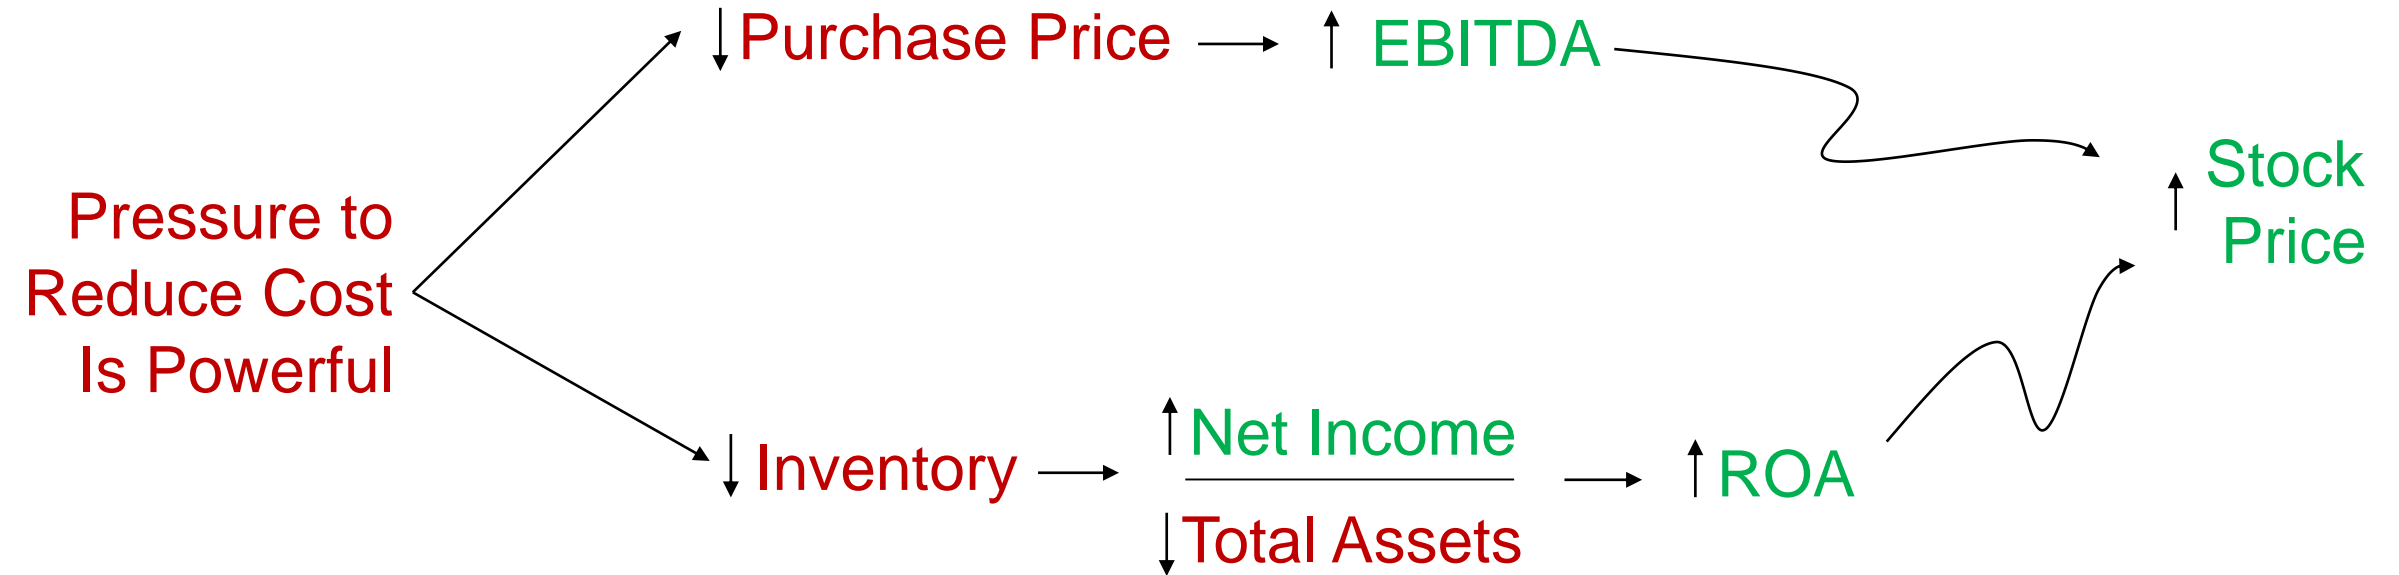 Pressure to
Reduce Cost
Is Powerful
Purchase Price
EBITDA
Inventory
Net Income
Total Assets
ROA
Stock
Price